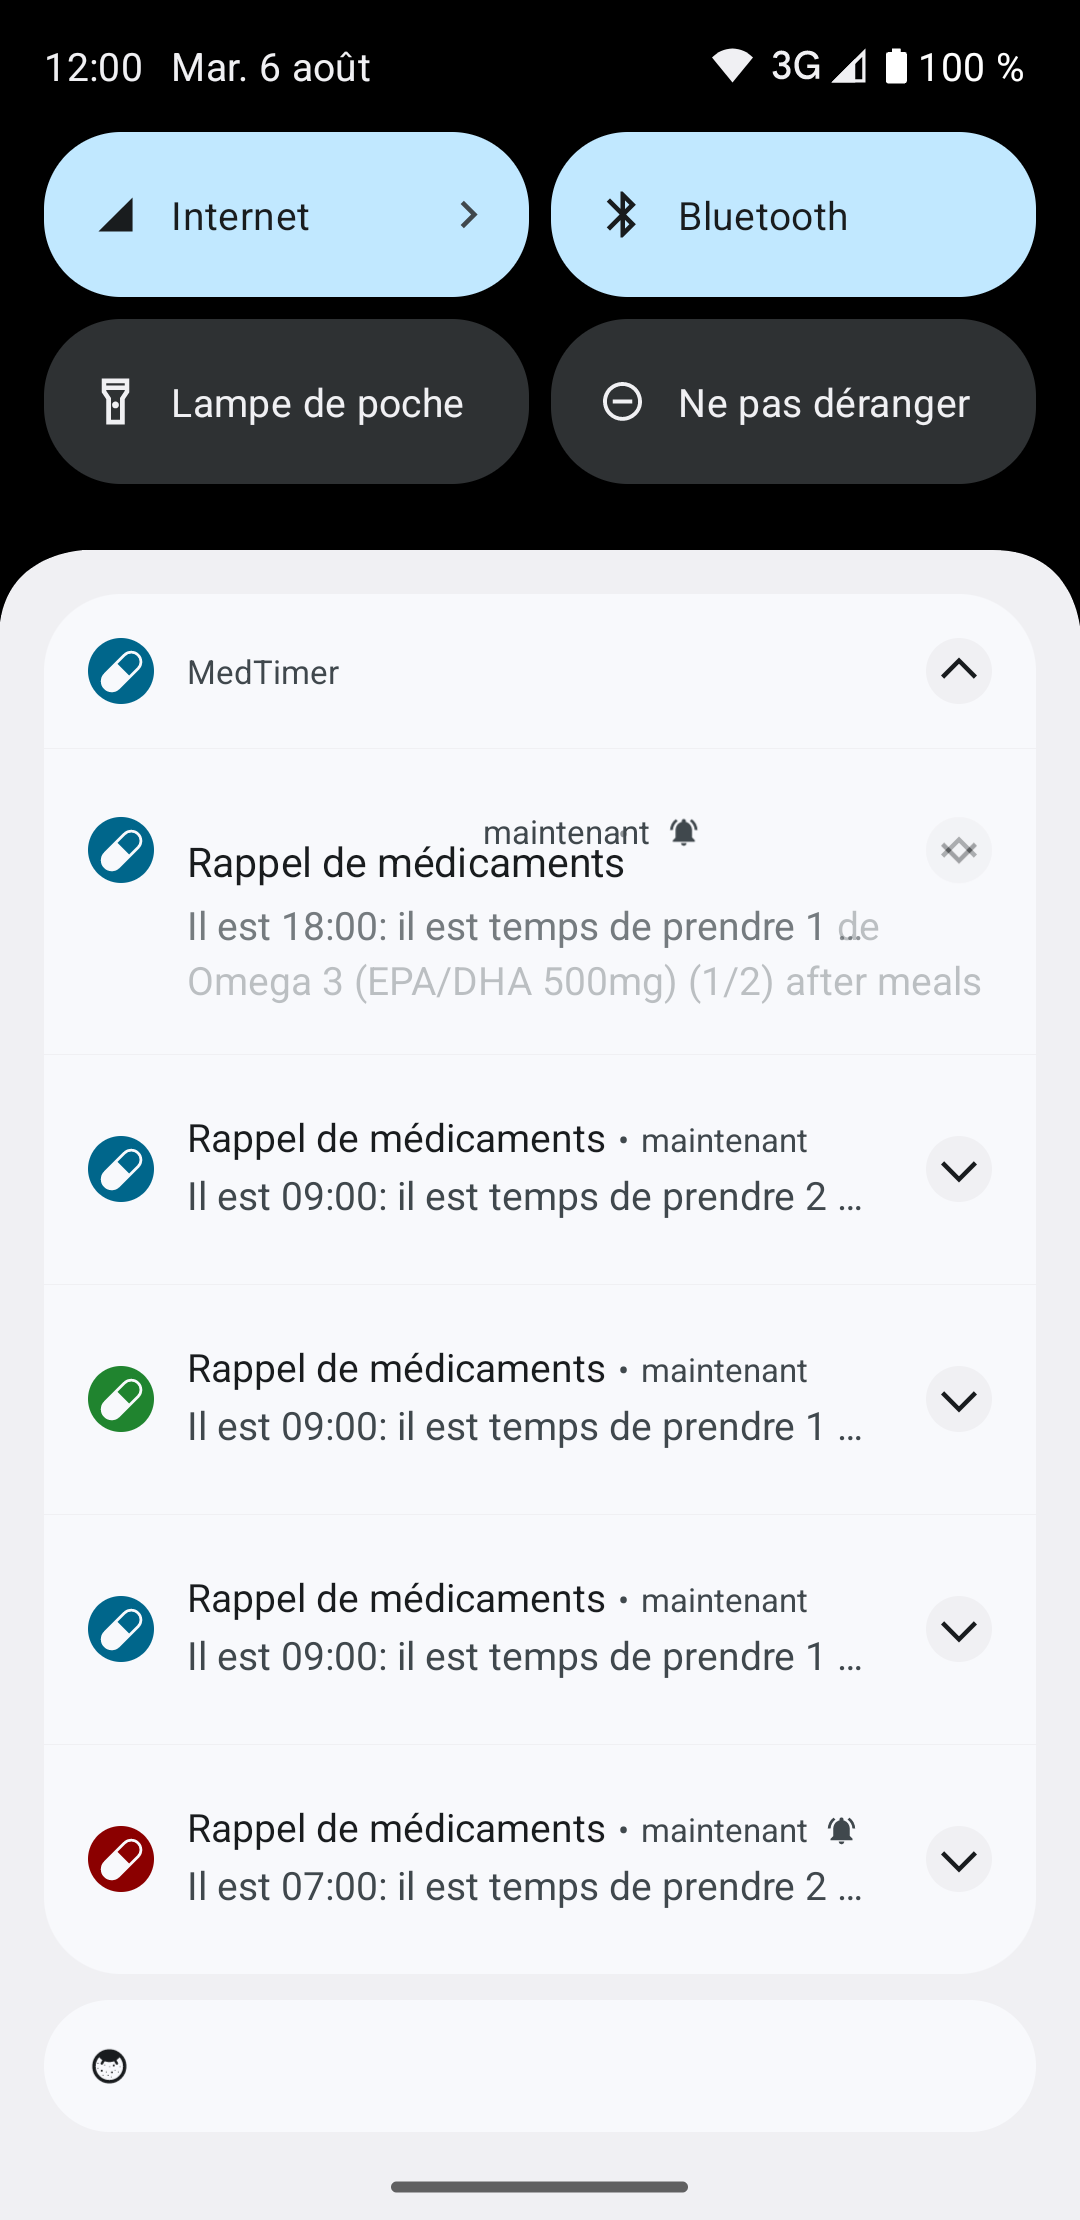 12:00 Mar. 6 août 3G 100 %
Internet
Bluetooth
Lampe de poche
Ne pas déranger
MedTimer
maintenant
Rappel de médicaments
Il est 18:00: il est temps de prendre 1 de
Omega 3 (EPA/DHA 500mg) (1/2) after meals
Rappel de médicaments • maintenant
Il est 09:00: il est temps de prendre 2 …
Rappel de médicaments • maintenant
Il est 09:00: il est temps de prendre 1 …
Rappel de médicaments • maintenant
Il est 09:00: il est temps de prendre 1 …
Rappel de médicaments • maintenant
Il est 07:00: il est temps de prendre 2 …